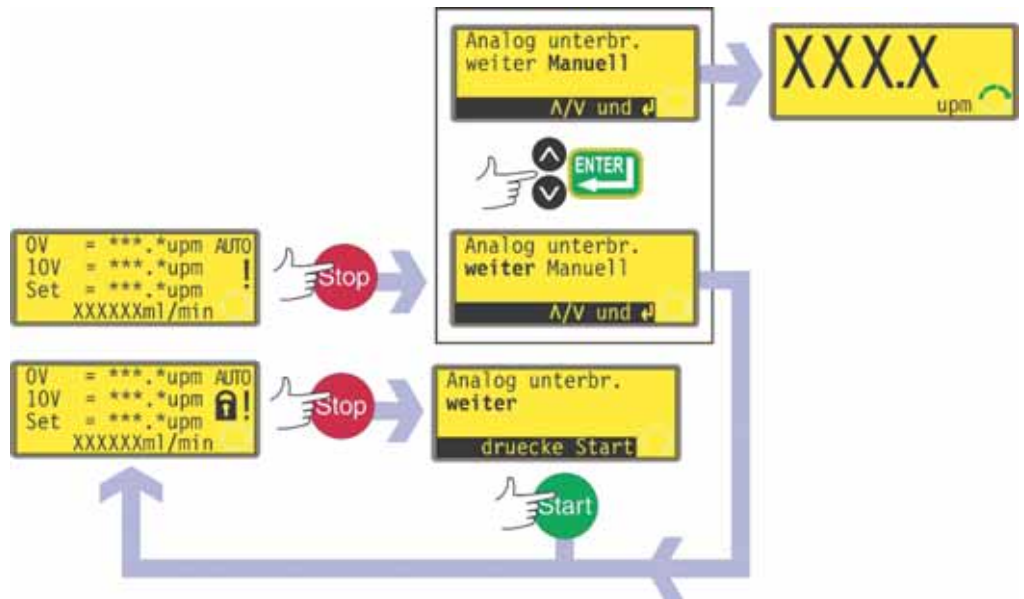 Analog unterbr.
weiter Manuell
Λ/V und ↲
XXX.X
upm
ENTER
0V = ***.*upm AUTO
10V = ***.*upm !
Set = ***.*upm
XXXXXXml/min
Stop
Analog unterbr.
weiter Manuell
Λ/V und ↲
0V = ***.*upm AUTO
10V = ***.*upm !
Set = ***.*upm
XXXXXXml/min
Stop
Analog unterbr.
weiter
druecke Start
Start